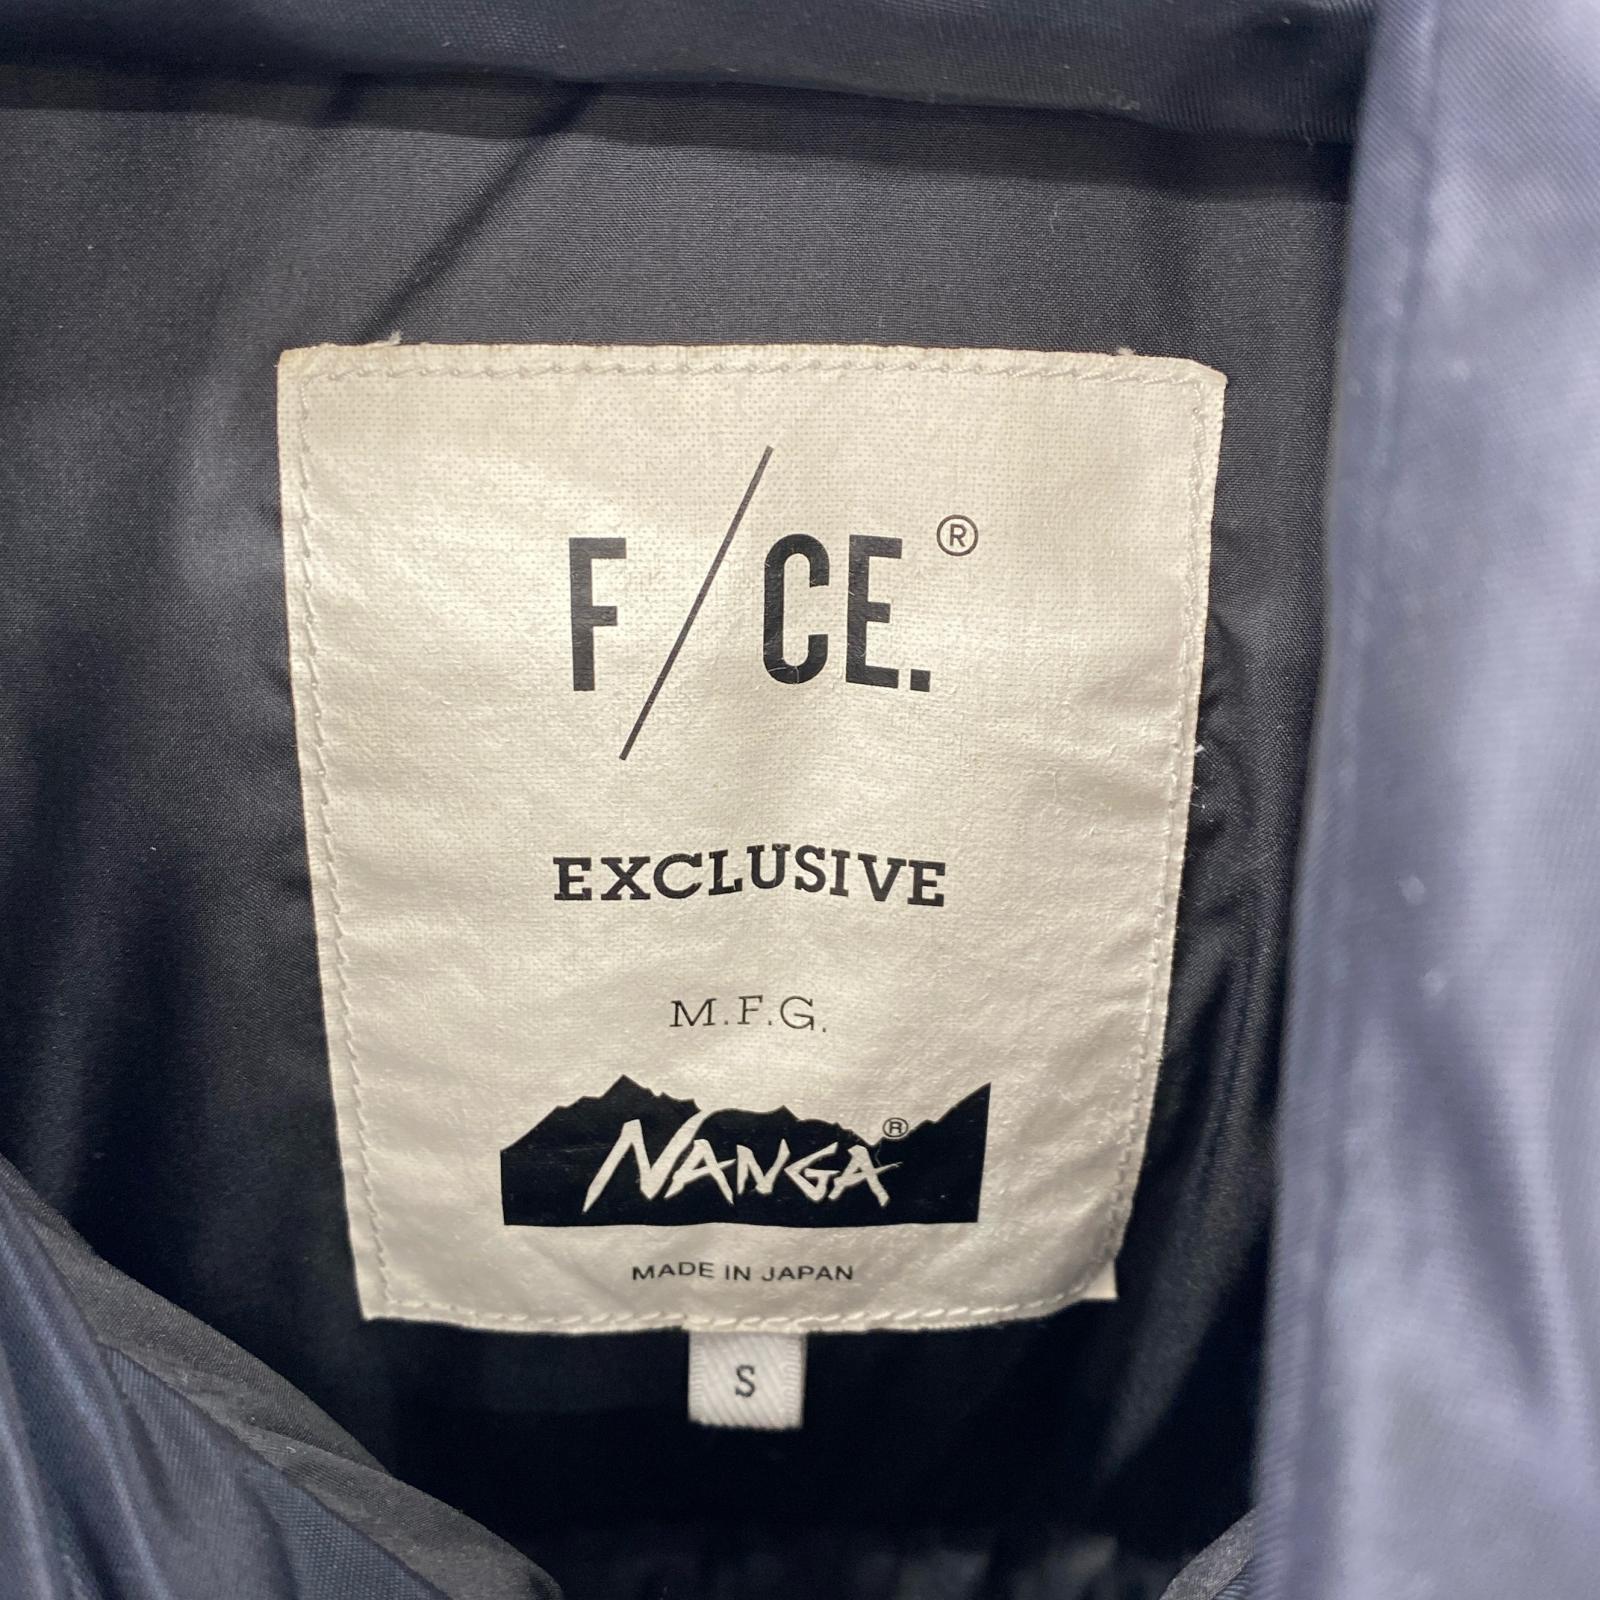 F/CE.®
EXCLUSIVE
M.F.G.
NANGA®
MADE IN JAPAN
S